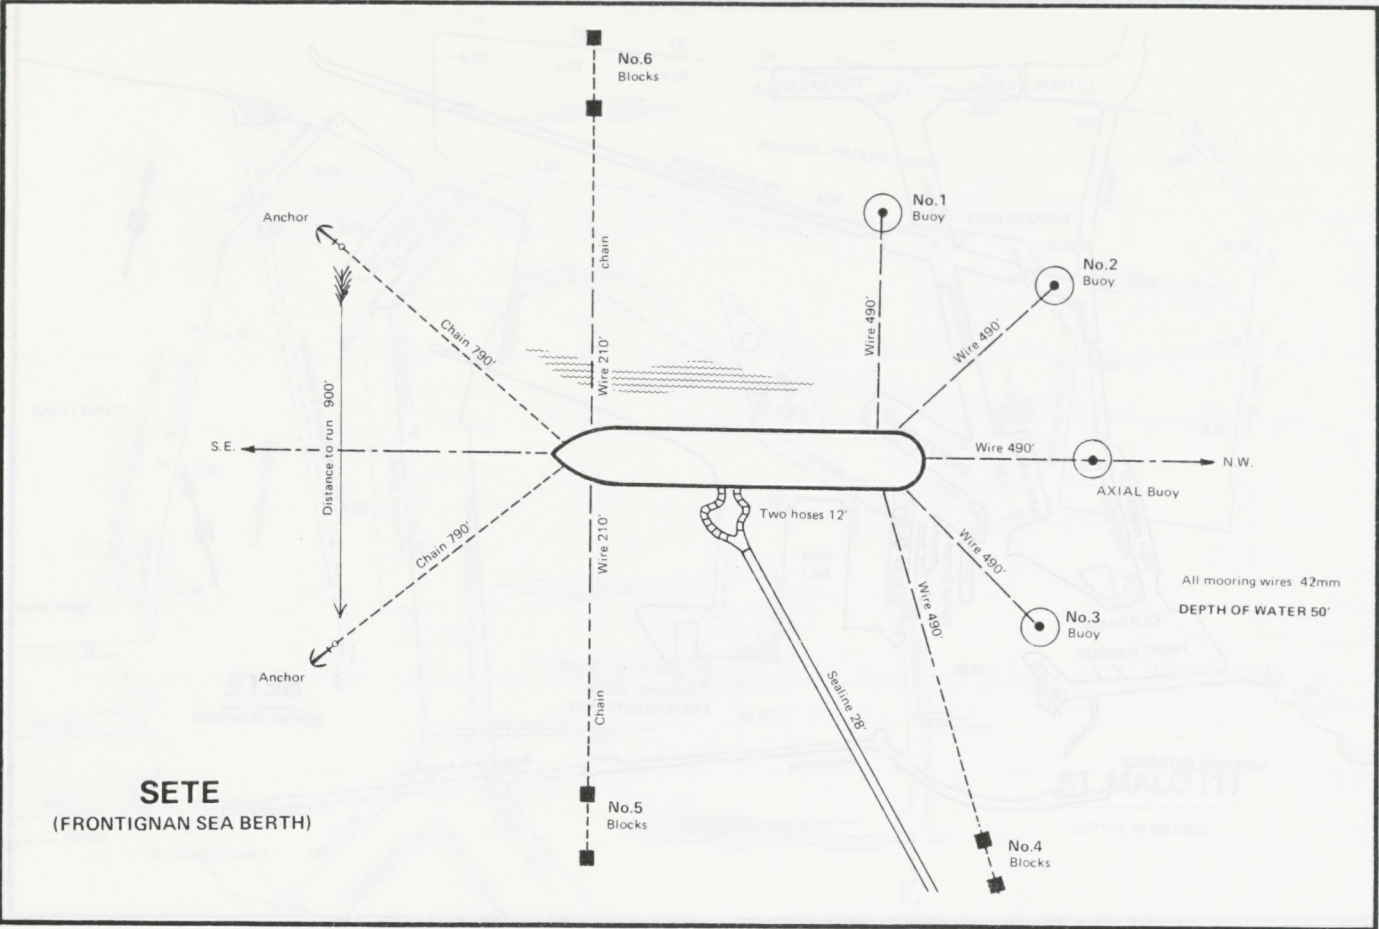 No.6
Blocks
No.1
Buoy
Anchor
No.2
Buoy
chain
Wire 490'
Chain 790'
Wire 490'
Wire 210'
Distance to run 900'
S.E.
Wire 490'
N.W.
AXIAL Buoy
Two hoses 12'
Chain 790'
Wire 210'
Wire 490'
Wire 490'
All mooring wires 42mm
DEPTH OF WATER 50'
No.3
Buoy
Anchor
Chain
Sealine 28'
SETE
(FRONTIGNAN SEA BERTH)
No.5
Blocks
No.4
Blocks